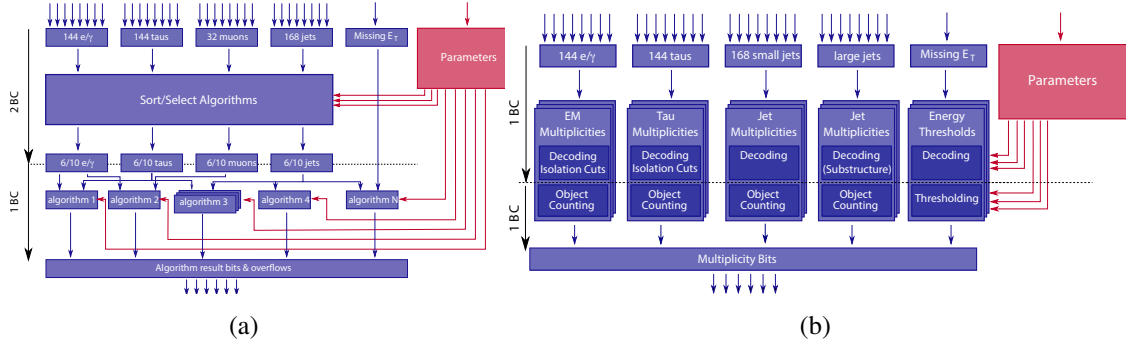 144 e/γ
144 taus
32 muons
168 jets
Missing E_T
Parameters
2 BC
Sort/Select Algorithms
6/10 e/γ
6/10 taus
6/10 muons
6/10 jets
1 BC
algorithm 1
algorithm 2
algorithm 3
algorithm 4
algorithm N
Algorithm result bits & overflows
(a)
144 e/γ
144 taus
168 small jets
large jets
Missing E_T
Parameters
1 BC
EM
Multiplicities
Tau
Multiplicities
Jet
Multiplicities
Jet
Multiplicities
Energy
Thresholds
Decoding
Isolation Cuts
Decoding
Isolation Cuts
Decoding
Decoding
(Substructure)
Decoding
1 BC
Object
Counting
Object
Counting
Object
Counting
Object
Counting
Thresholding
Multiplicity Bits
(b)